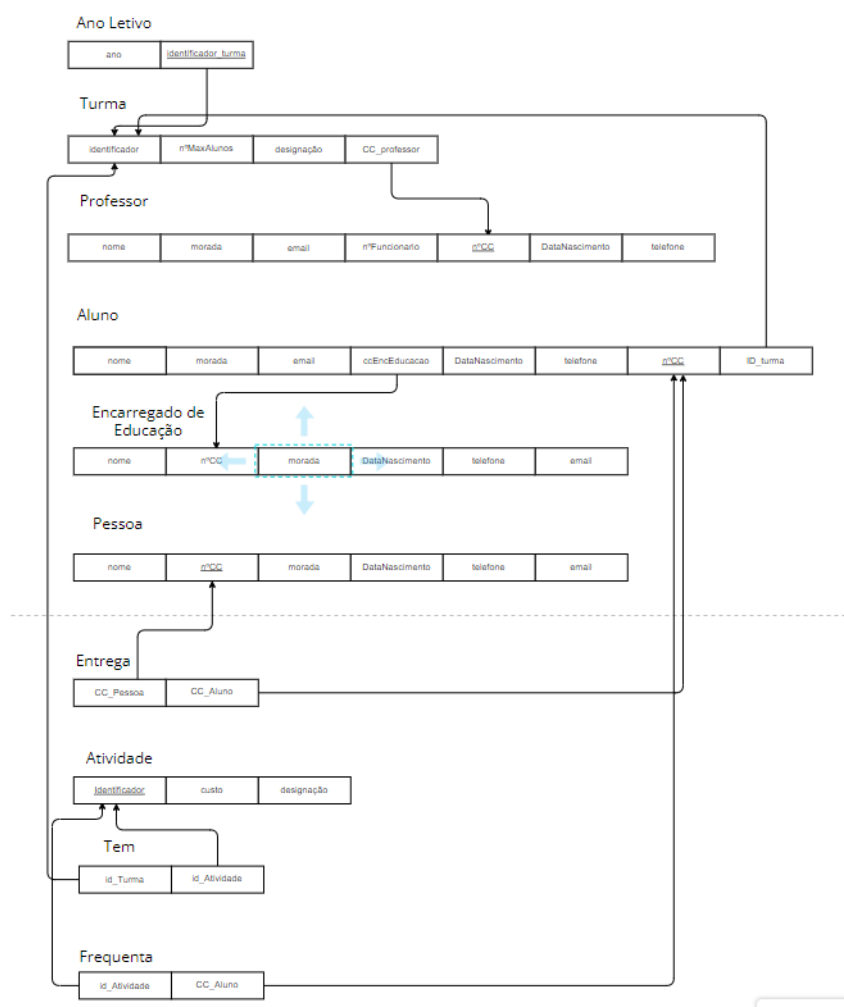 Ano Letivo
ano identificador_turma
Turma
identificador nºMaxAlunos designação CC_professor
Professor
nome morada email nºFuncionario nºCC DataNascimento telefone
Aluno
nome morada email ccEncEducacao DataNascimento telefone nºCC ID_turma
Encarregado de
Educação
nome nºCC morada DataNascimento telefone email
Pessoa
nome nºCC morada DataNascimento telefone email
Entrega
CC_Pessoa CC_Aluno
Atividade
Identificador custo designação
Tem
id_Turma id_Atividade
Frequenta
id_Atividade CC_Aluno